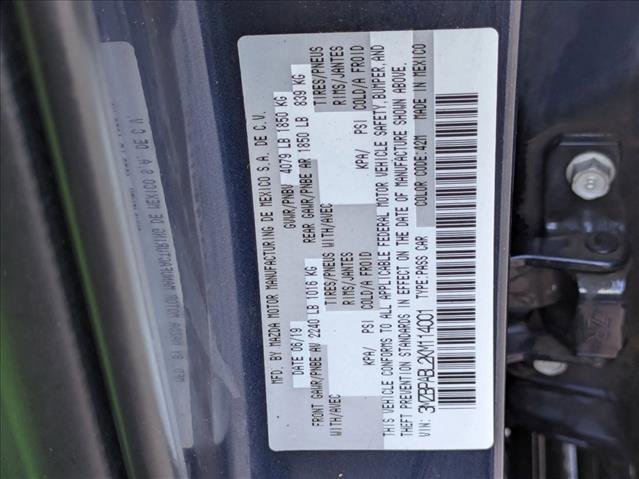 MFD BY MAZDA MOTOR MANUFACTURING DE MEXICO S.A. DE C.V.
DATE 06/19 GVWR/PNBV 4079 LB 1850 KG
FRONT GAWR/PNBE AV 2240 LB 1016 KG REAR GAWR/PNBE AR 1850 LB 839 KG
WITH/AVEC TIRES/PNEUS WITH/AVEC TIRES/PNEUS
RIMS/JANTES RIMS/JANTES
KPA/ PSI COLD/A FROID KPA/ PSI COLD/A FROID
THIS VEHICLE CONFORMS TO ALL APPLICABLE FEDERAL MOTOR VEHICLE SAFETY, BUMPER, AND
THEFT PREVENTION STANDARDS IN EFFECT ON THE DATE OF MANUFACTURE SHOWN ABOVE.
VIN: 3MZBPABL2KM114001 TYPE:PASS CAR COLOR CODE:42M MADE IN MEXICO